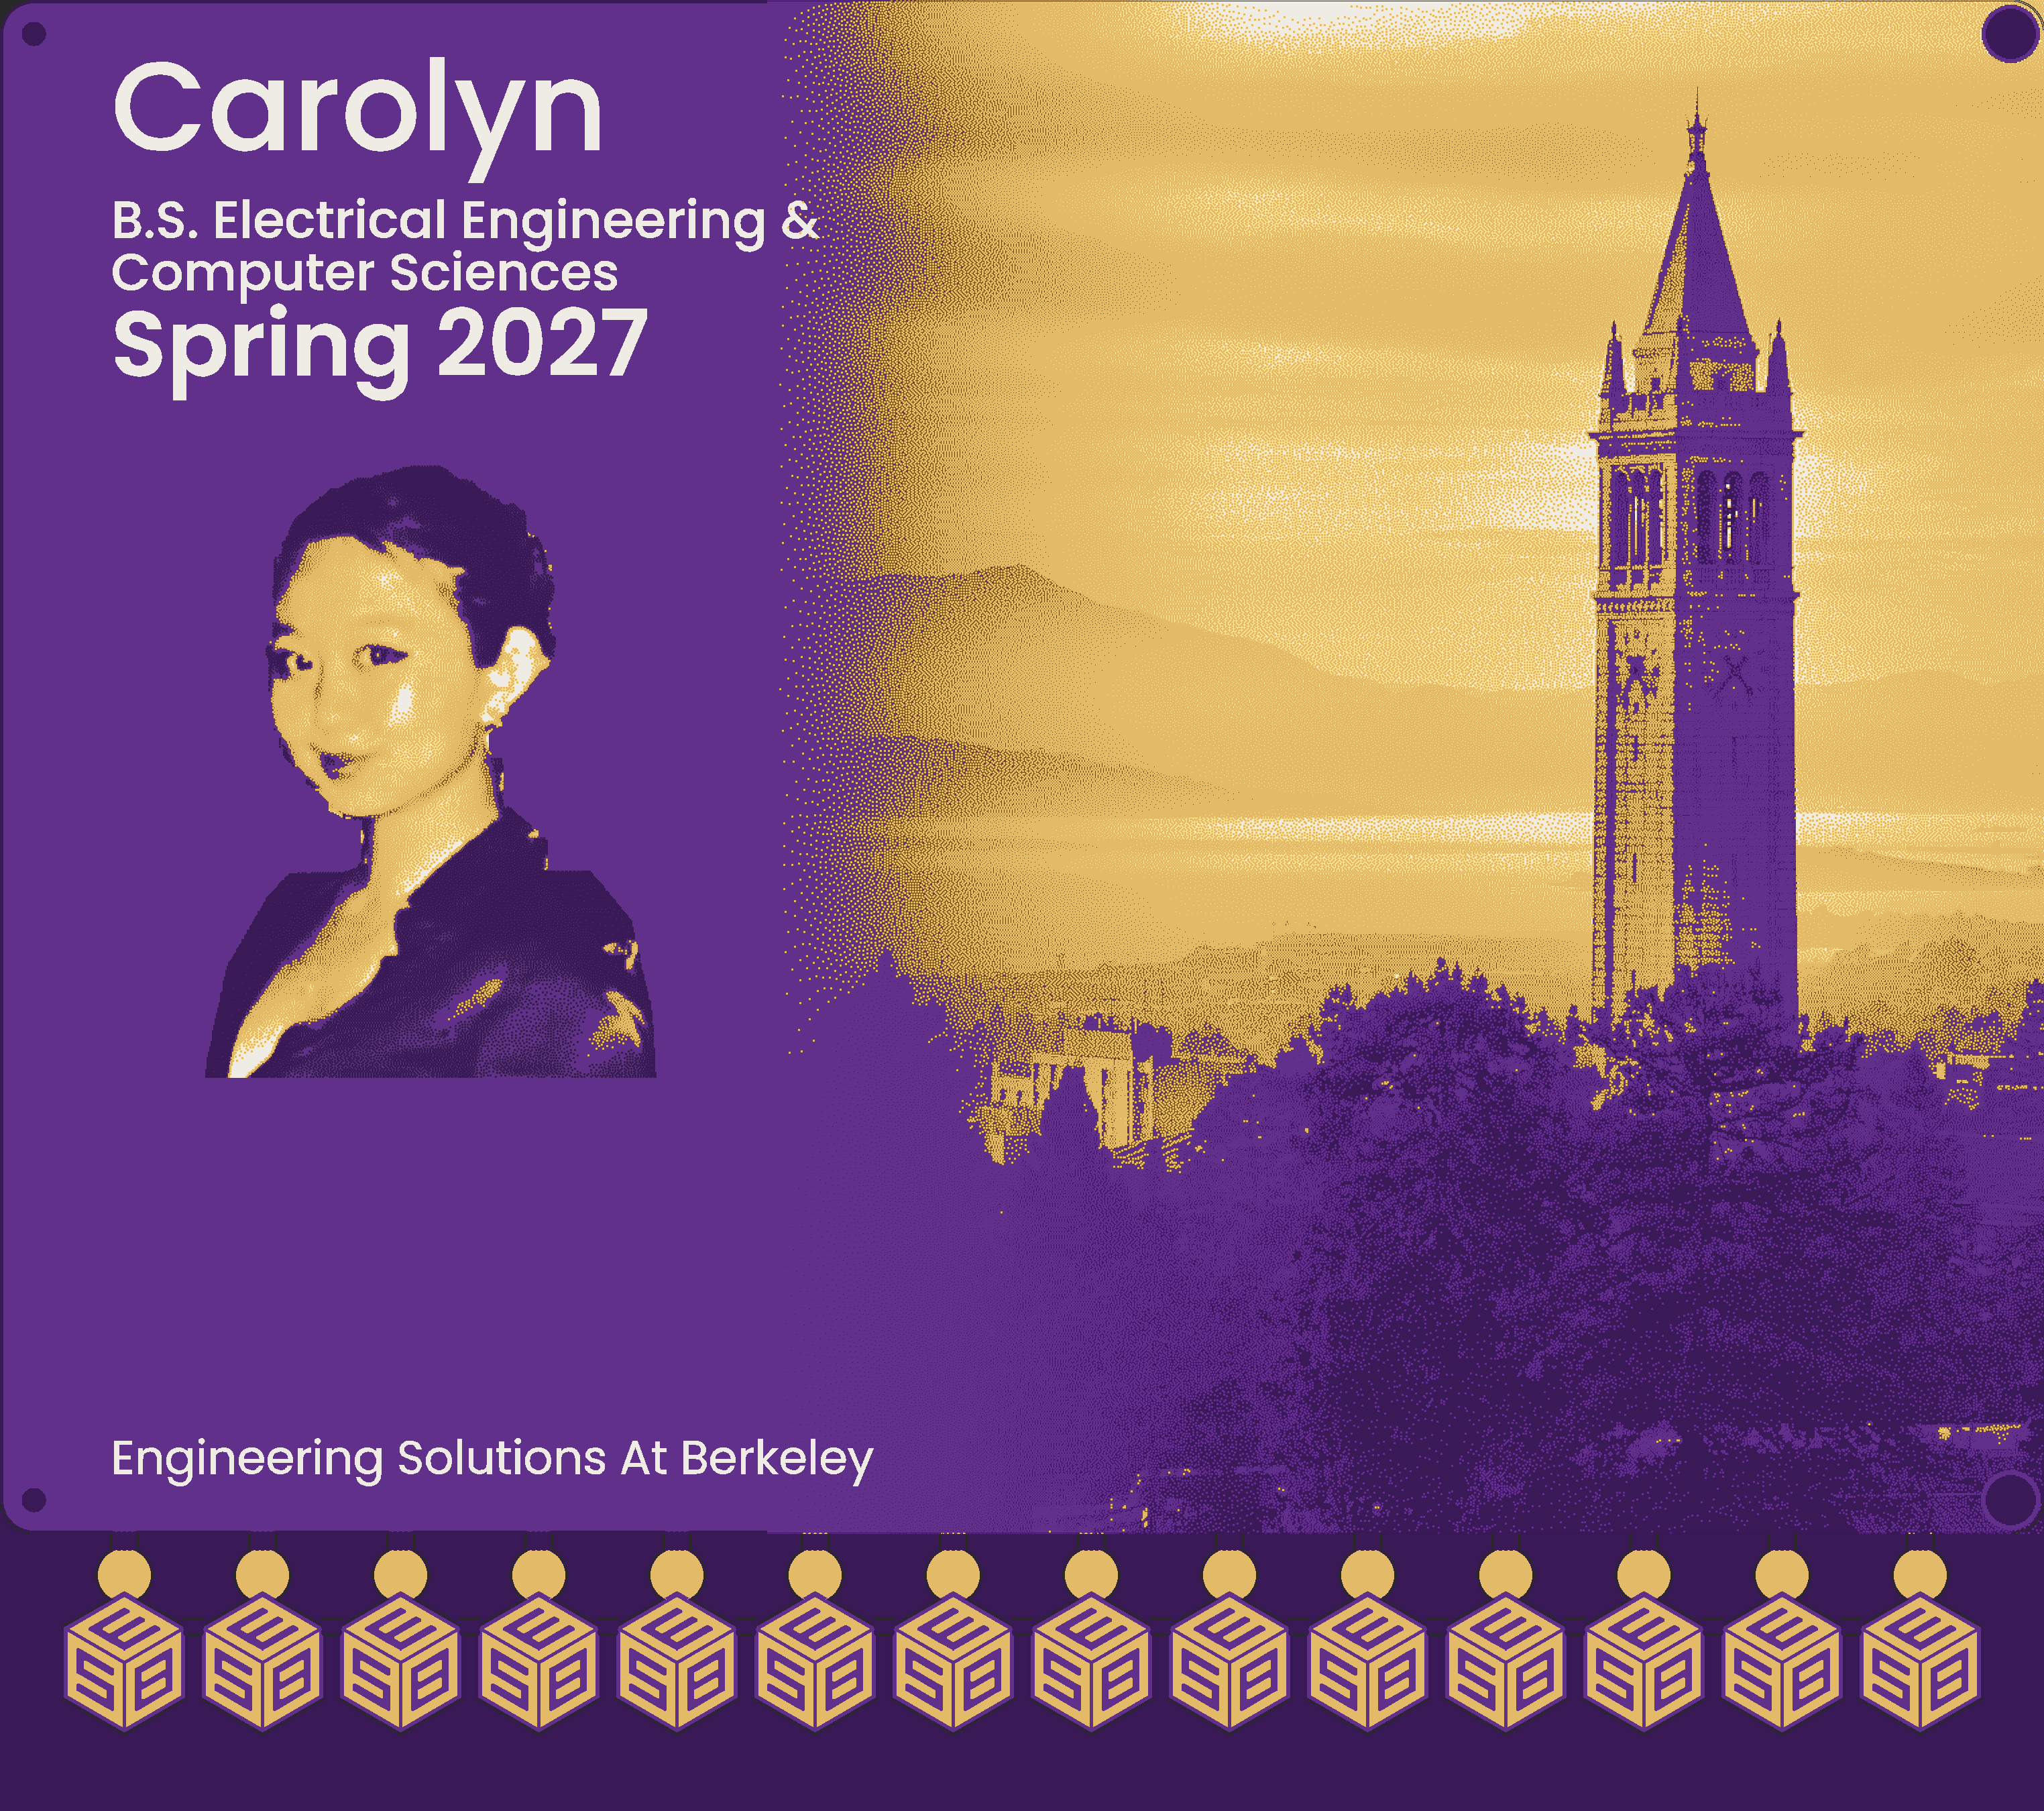 Carolyn
B.S. Electrical Engineering &
Computer Sciences
Spring 2027
Engineering Solutions At Berkeley
E S B E S B E S B E S B E S B E S B E S B E S B E S B E S B E S B E S B E S B E S B